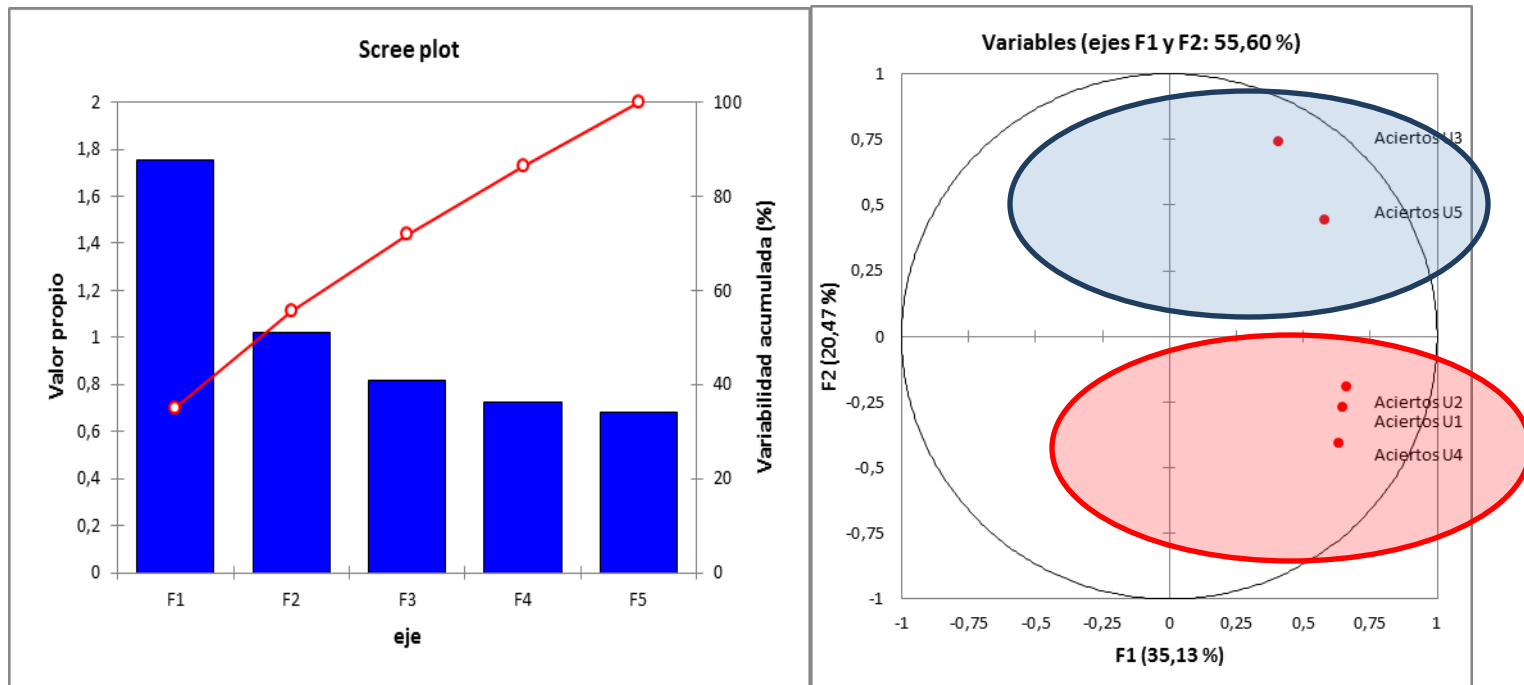 Scree plot
Valor propio
2
1,8
1,6
1,4
1,2
1
0,8
0,6
0,4
0,2
0
100
80
60
40
20
0
Variabilidad acumulada (%)
F1 F2 F3 F4 F5
eje
Variables (ejes F1 y F2: 55,60 %)
F2 (20,47 %)
1
0,75
0,5
0,25
0
-0,25
-0,5
-0,75
-1
Aciertos U3
Aciertos U5
Aciertos U2
Aciertos U1
Aciertos U4
-1 -0,75 -0,5 -0,25 0 0,25 0,5 0,75 1
F1 (35,13 %)